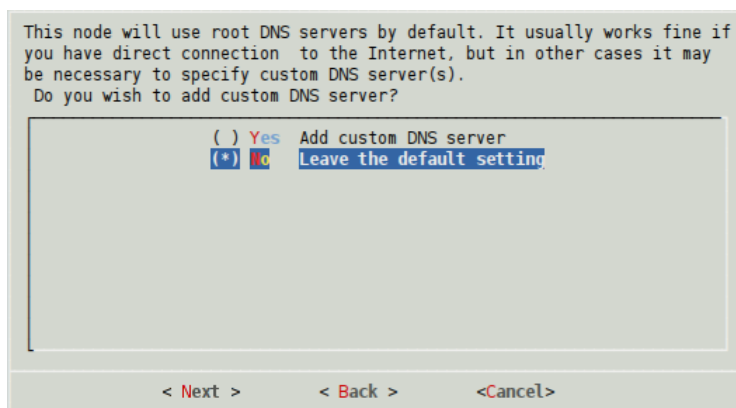 This node will use root DNS servers by default. It usually works fine if
you have direct connection  to the Internet, but in other cases it may
be necessary to specify custom DNS server(s).
 Do you wish to add custom DNS server?
( ) Yes  Add custom DNS server
(*) No  Leave the default setting
< Next >  < Back >  <Cancel>